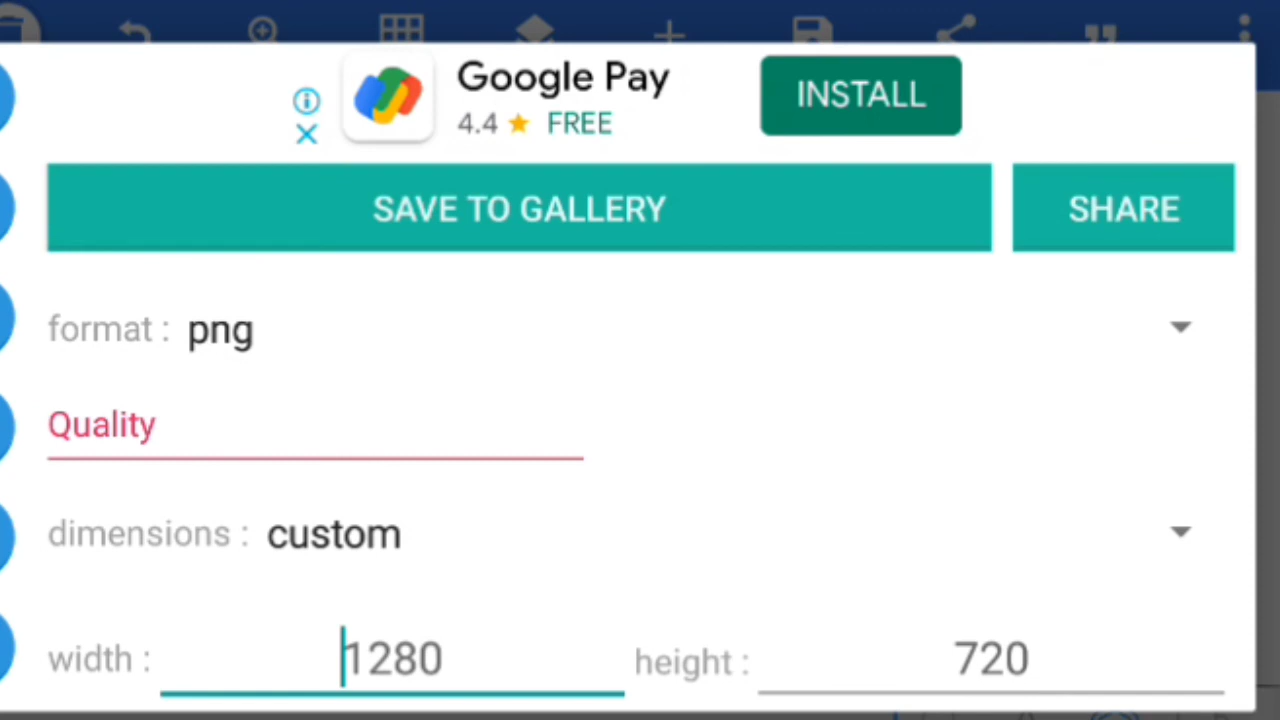 Google Pay
4.4 ★ FREE
INSTALL
SAVE TO GALLERY
SHARE
format : png
Quality
dimensions : custom
width : 1280 height : 720